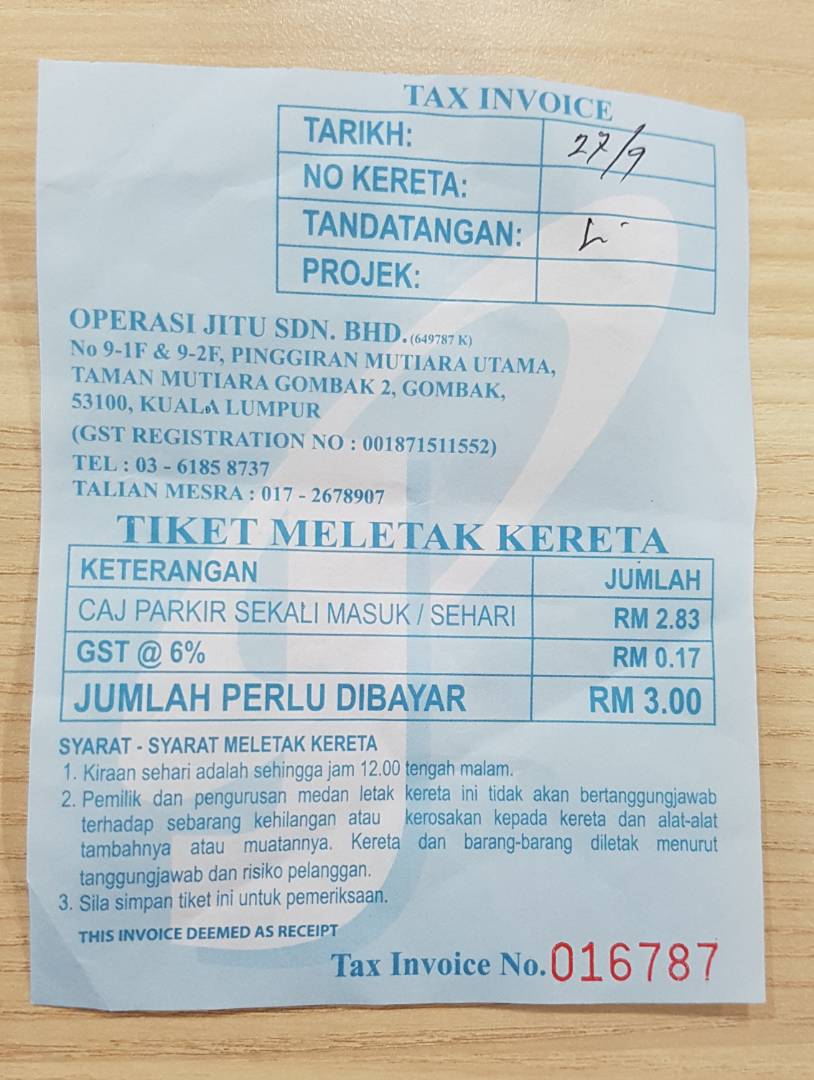 TAX INVOICE
TARIKH: 27/9
NO KERETA:
TANDATANGAN:
PROJEK:
OPERASI JITU SDN. BHD. (649787 K)
No 9-1F & 9-2F, PINGGIRAN MUTIARA UTAMA,
TAMAN MUTIARA GOMBAK 2, GOMBAK,
53100, KUALA LUMPUR
(GST REGISTRATION NO : 001871511552)
TEL : 03 - 6185 8737
TALIAN MESRA : 017 - 2678907
TIKET MELETAK KERETA
KETERANGAN JUMLAH
CAJ PARKIR SEKALI MASUK / SEHARI RM 2.83
GST @ 6% RM 0.17
JUMLAH PERLU DIBAYAR RM 3.00
SYARAT - SYARAT MELETAK KERETA
1. Kiraan sehari adalah sehingga jam 12.00 tengah malam.
2. Pemilik dan pengurusan medan letak kereta ini tidak akan bertanggungjawab
terhadap sebarang kehilangan atau kerosakan kepada kereta dan alat-alat
tambahnya atau muatannya. Kereta dan barang-barang diletak menurut
tanggungjawab dan risiko pelanggan.
3. Sila simpan tiket ini untuk pemeriksaan.
THIS INVOICE DEEMED AS RECEIPT
Tax Invoice No. 016787